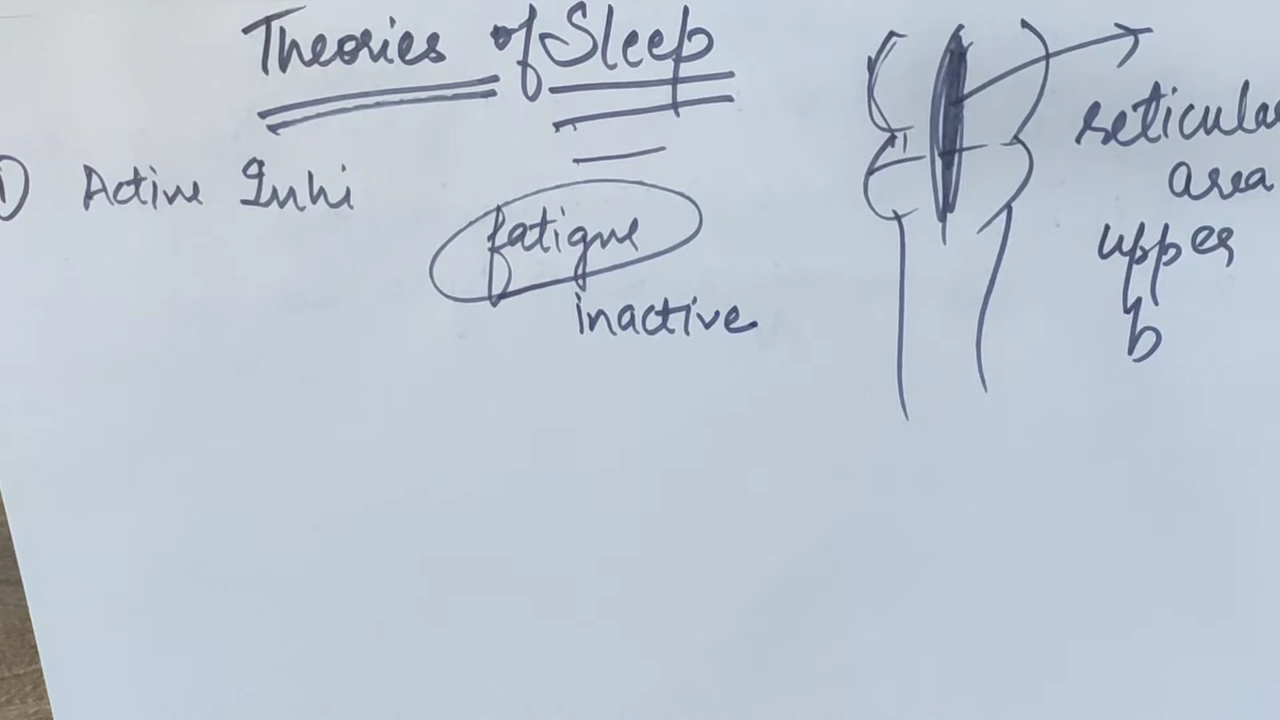 Theories of Sleep
1) Active Inhi
fatigue
inactive
reticular
area
upper
b